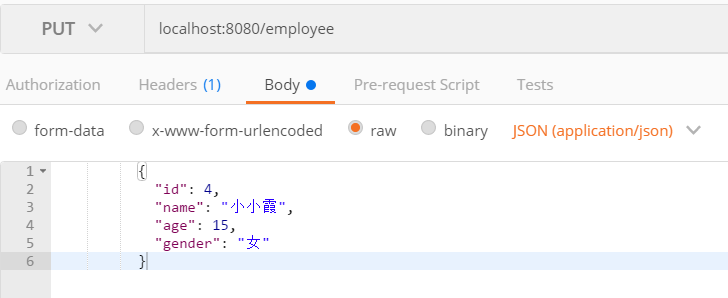 PUT localhost:8080/employee
Authorization Headers (1) Body Pre-request Script Tests
form-data x-www-form-urlencoded raw binary JSON (application/json)
1 {
2 "id": 4,
3 "name": "小小霞",
4 "age": 15,
5 "gender": "女"
6 }